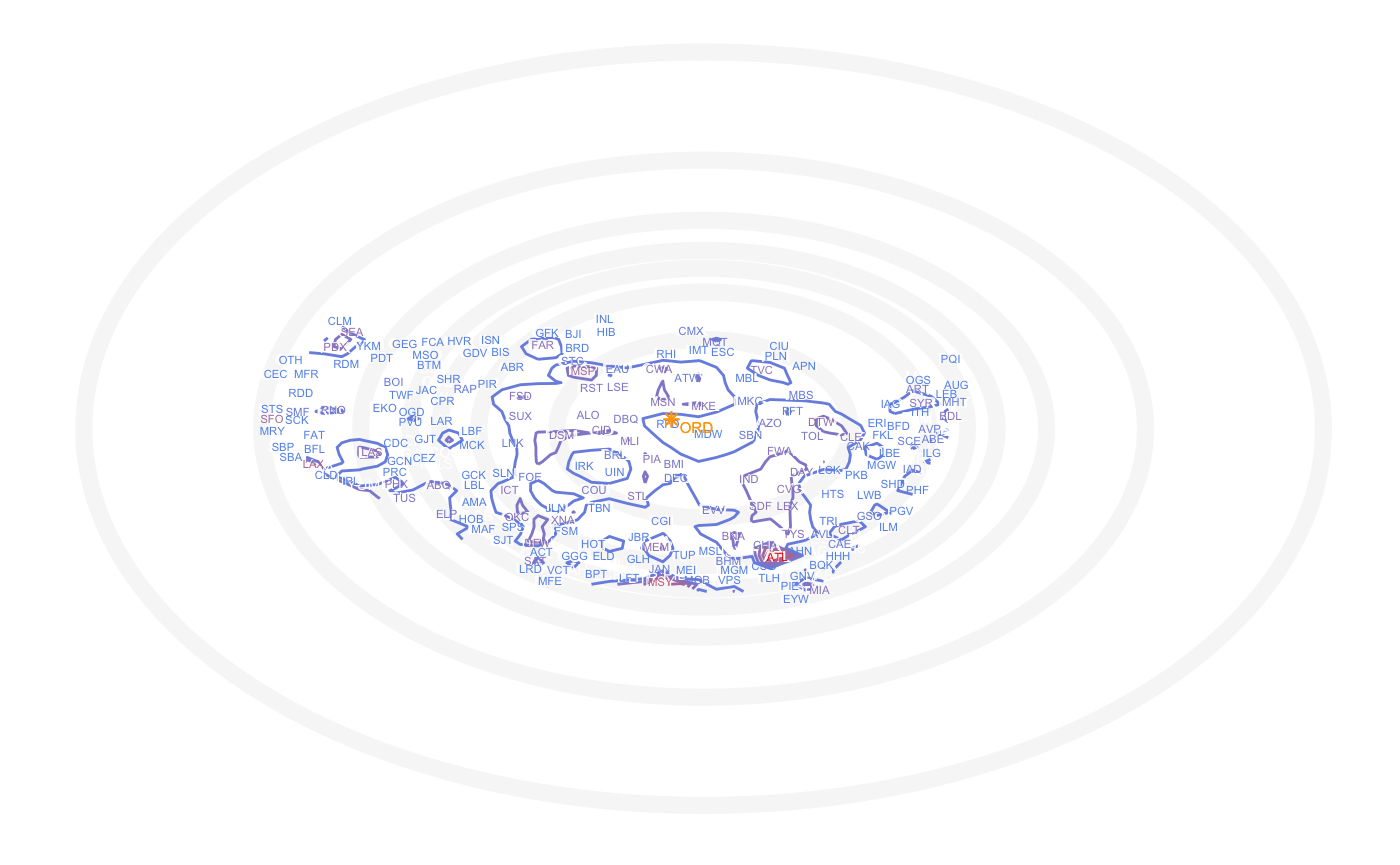 INL
CLM
HIB
SEA
CMX
GFK BJI
YKM
GEG FCA HVR ISN
FAR
BRD
MQT
CIU
PDX
PDT
MSO
GDV BIS
RHI
IMT ESC
PLN
OTH
RDM
BTM
ABR
STC
PQI
CEC MFR
MSP
EAU
CWA
TVC
APN
BOI
SHR
RAP PIR
RST LSE
ATW
MBL
OGS
AUG
RDD
TWF JAC
CPR
FSD
MSN
MKE
MKG
MBS
ART
LEB
STS SMF
RNO
EKO OGD
SUX
ALO
RFT
IAG
SYR
MHT
SFO SCK
PVU LAR
DBQ
RFD
ORD
AZO
DTW
ERI BFD
ITH
BDL
MRY
FAT
LBF
DSM
CID
MLI
MDW
SBN
TOL
CLE
FKL
AVP
SBP BFL
CDC
GJT
MCK
LNK
CAK
SCE ABE
SBA
LAS
GCN CEZ
BRL
PIA BMI
FWA
LBE
ILG
LAX
PRC
IRK
UIN
DAY LCK
MGW
IAD
CLD
PHX
GCK
SLN FOE
DEC
IND
PKB
TUS
ABQ
LBL
ICT
COU
STL
CVG
HTS
LWB
SHD
PHF
AMA
JLN
TBN
EVV
SDF LEX
PGV
ELP
HOB
OKC
XNA
CGI
TRI
GSO
ILM
MAF SPS
FSM
BNA
TYS AVL
CLT
SJT
HOT
JBR
MEM
CAE
ACT
GGG ELD
GLH
TUP MSL
ATL
AHN
HHH
SAT
BHM
LRD VCT
JAN MEI
MGM
BQK
MFE
BPT
LFT
MSY
MOB VPS
TLH
GNV
PIE
MIA
EYW